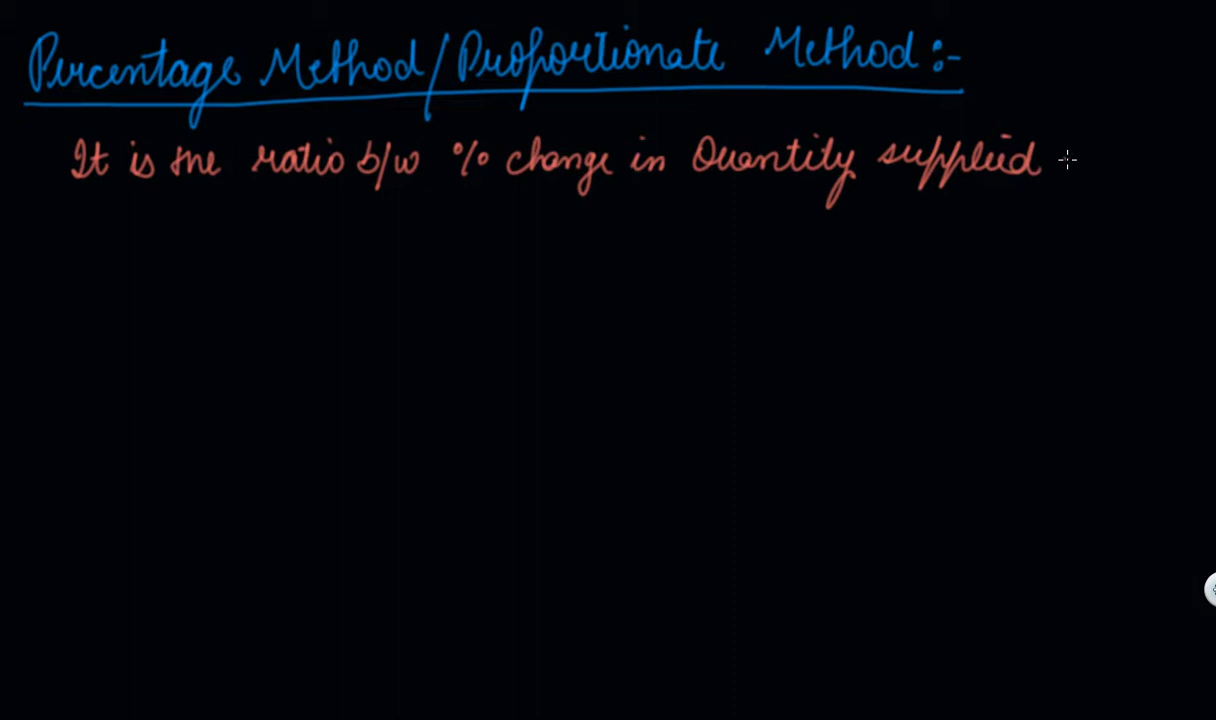 Percentage Method/Proportionate Method:-
It is the ratio b/w % change in Quantity supplied